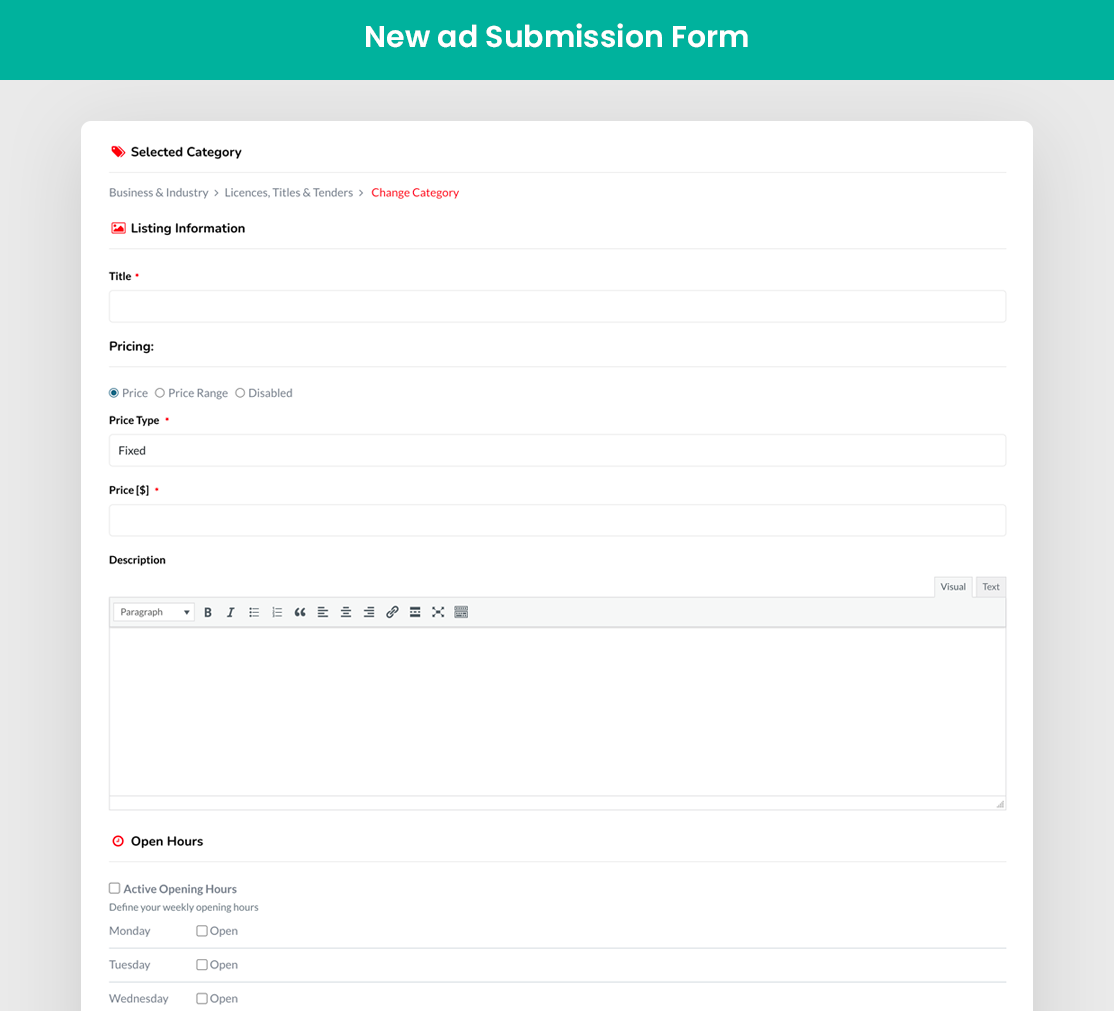 New ad Submission Form
Selected Category
Business & Industry > Licences, Titles & Tenders > Change Category
Listing Information
Title •
Pricing:
Price Price Range Disabled
Price Type •
Fixed
Price [$] •
Description
Visual Text
Paragraph
Open Hours
Active Opening Hours
Define your weekly opening hours
Monday Open
Tuesday Open
Wednesday Open